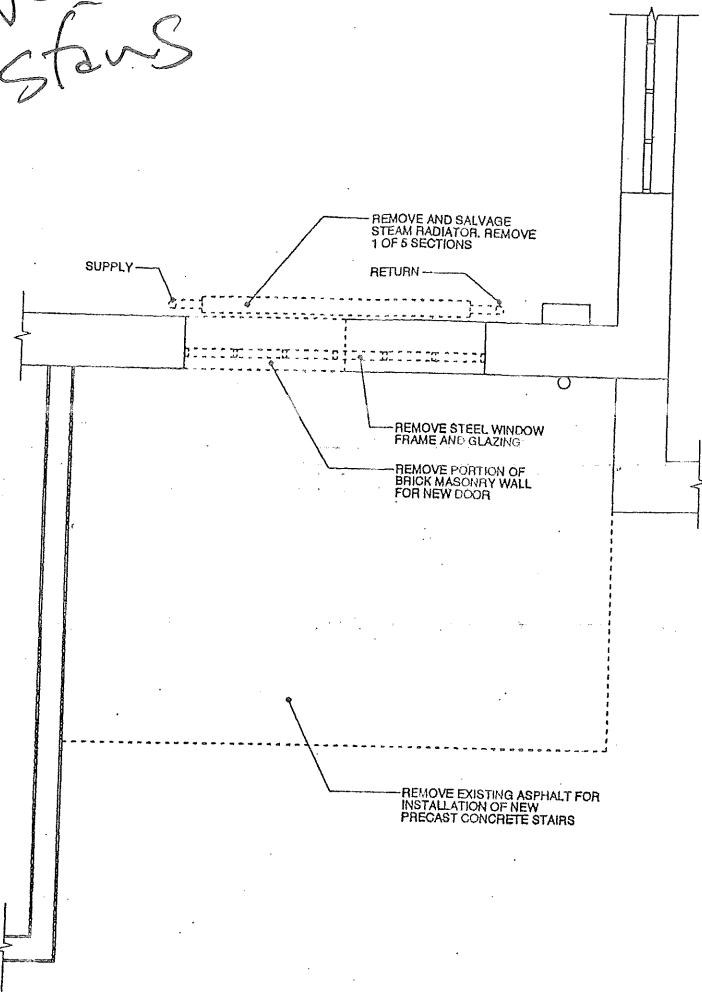 stairs
REMOVE AND SALVAGE
STEAM RADIATOR. REMOVE
1 OF 5 SECTIONS
SUPPLY
RETURN
REMOVE STEEL WINDOW
FRAME AND GLAZING
REMOVE PORTION OF
BRICK MASONRY WALL
FOR NEW DOOR
REMOVE EXISTING ASPHALT FOR
INSTALLATION OF NEW
PRECAST CONCRETE STAIRS